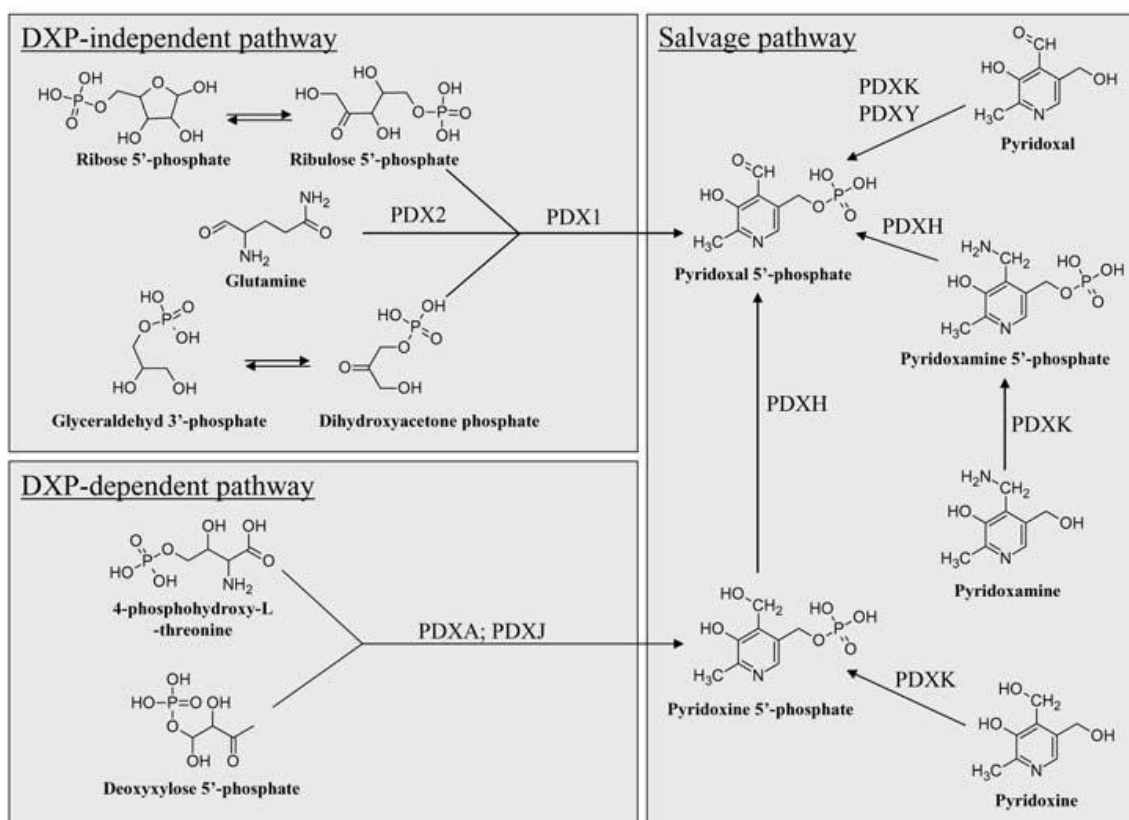 DXP-independent pathway
Ribose 5'-phosphate
Ribulose 5'-phosphate
Glutamine
PDX2
PDX1
Glyceraldehyd 3'-phosphate
Dihydroxyacetone phosphate
DXP-dependent pathway
4-phosphohydroxy-L
-threonine
PDXA; PDXJ
Deoxyxylose 5'-phosphate
Salvage pathway
PDXK
PDXY
Pyridoxal
Pyridoxal 5'-phosphate
PDXH
Pyridoxamine 5'-phosphate
PDXH
PDXK
Pyridoxamine
Pyridoxine 5'-phosphate
PDXK
Pyridoxine